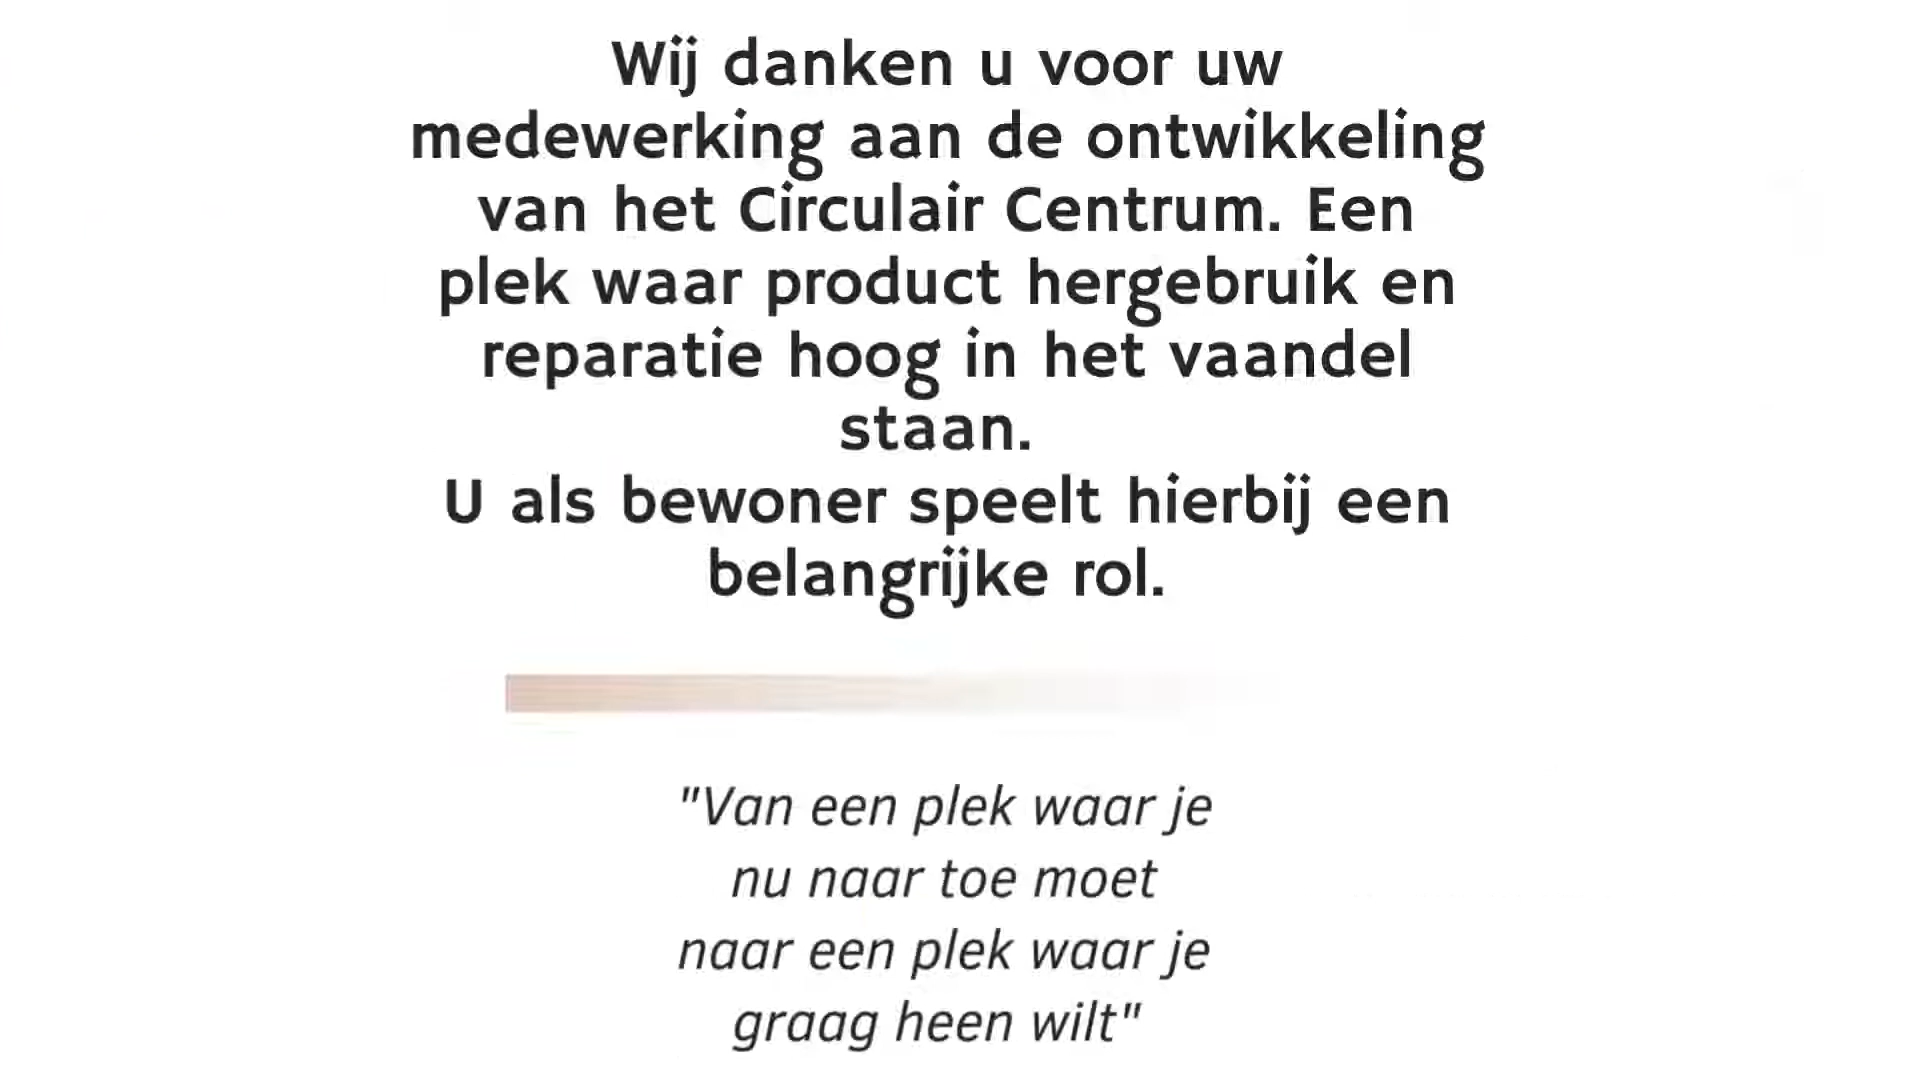 Wij danken u voor uw
medewerking aan de ontwikkeling
van het Circulair Centrum. Een
plek waar product hergebruik en
reparatie hoog in het vaandel
staan.
U als bewoner speelt hierbij een
belangrijke rol.
"Van een plek waar je
nu naar toe moet
naar een plek waar je
graag heen wilt"